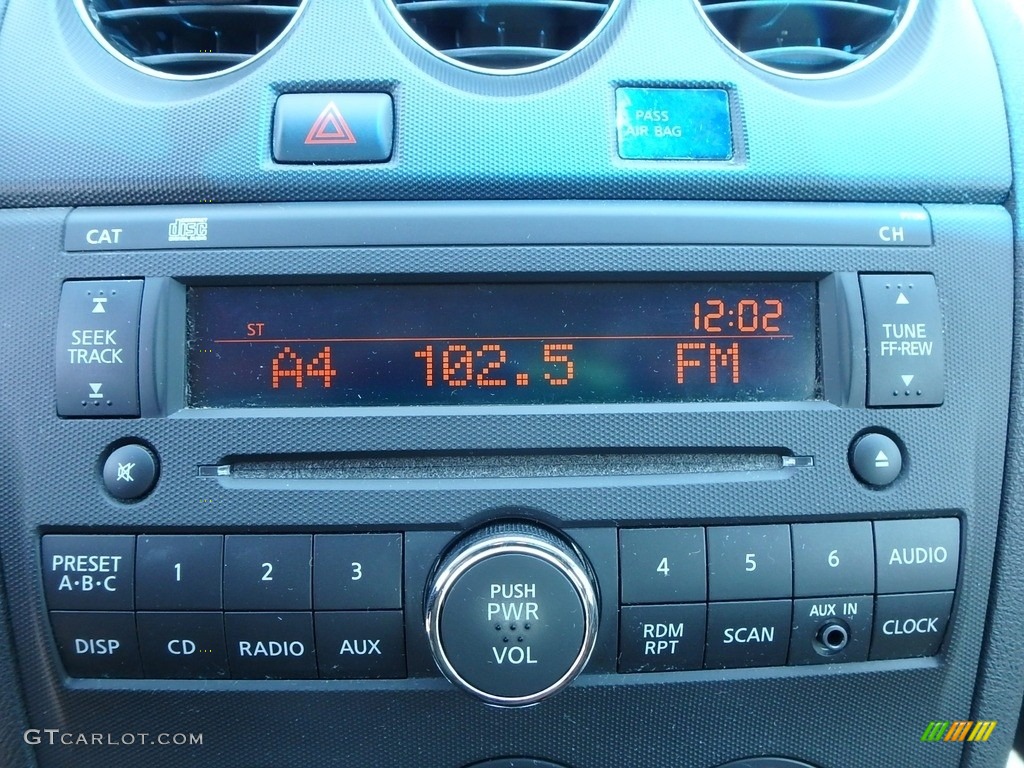 PASS
AIR BAG
CAT
disc
CH
SEEK
TRACK
ST
12:02
A4 102.5 FM
TUNE
FF·REW
PRESET
A·B·C
1
2
3
PUSH
PWR
VOL
4
5
6
AUDIO
DISP
CD
RADIO
AUX
RDM
RPT
SCAN
AUX IN
CLOCK
GTCARLOT.COM